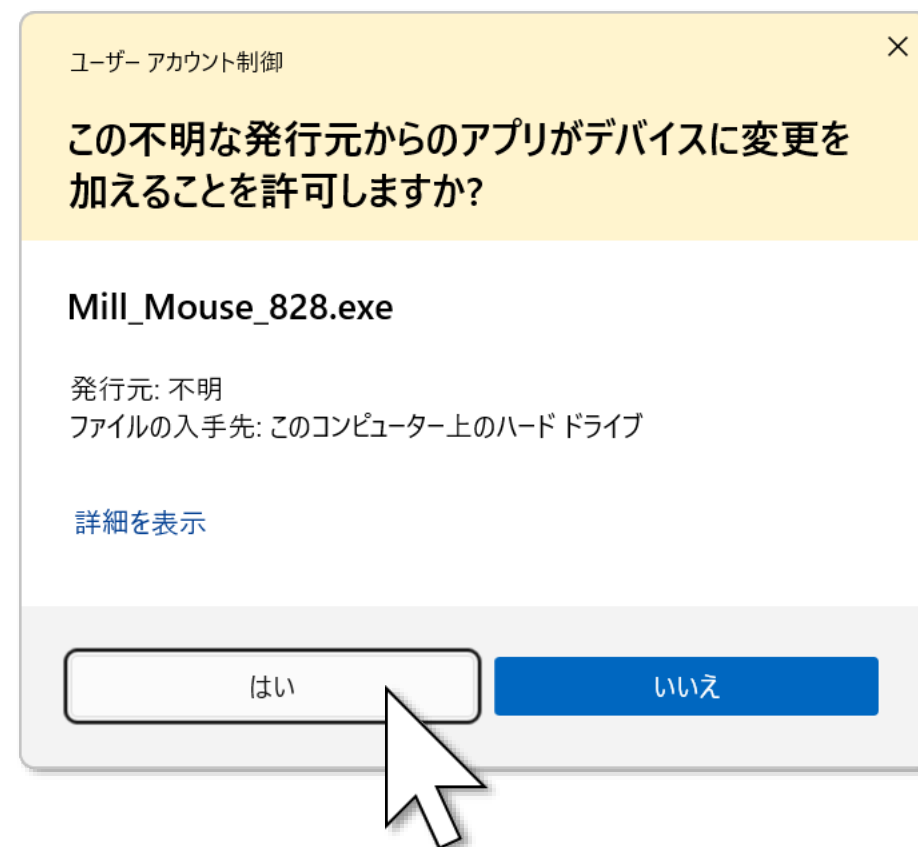 ユーザー アカウント制御
この不明な発行元からのアプリがデバイスに変更を
加えることを許可しますか?
Mill_Mouse_828.exe
発行元: 不明
ファイルの入手先: このコンピューター上のハード ドライブ
詳細を表示
はい
いいえ